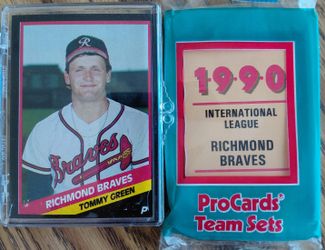 R
Braves
RICHMOND BRAVES
TOMMY GREEN
P
1990
INTERNATIONAL
LEAGUE
RICHMOND
BRAVES
ProCards
Team Sets